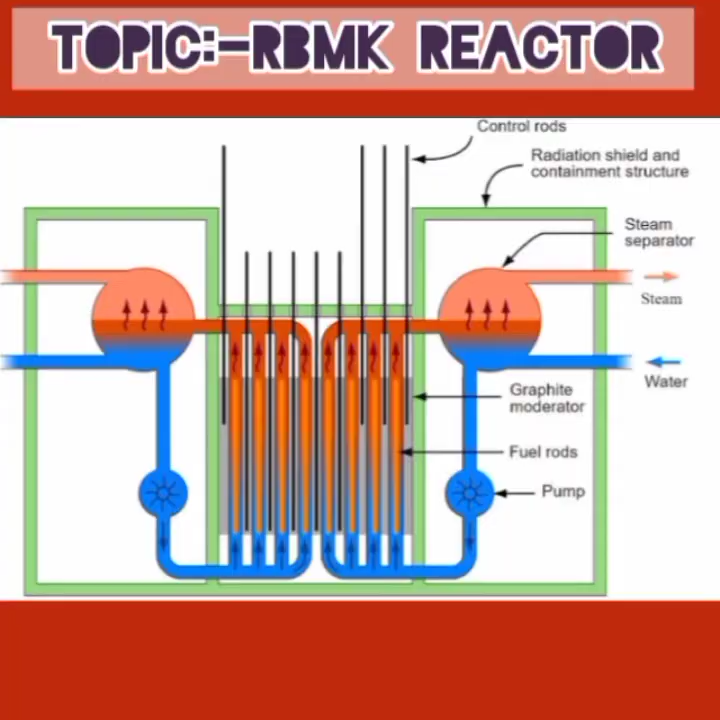 TOPIC:-RBMK REACTOR
Control rods
Radiation shield and
containment structure
Steam
separator
Steam
Water
Graphite
moderator
Fuel rods
Pump